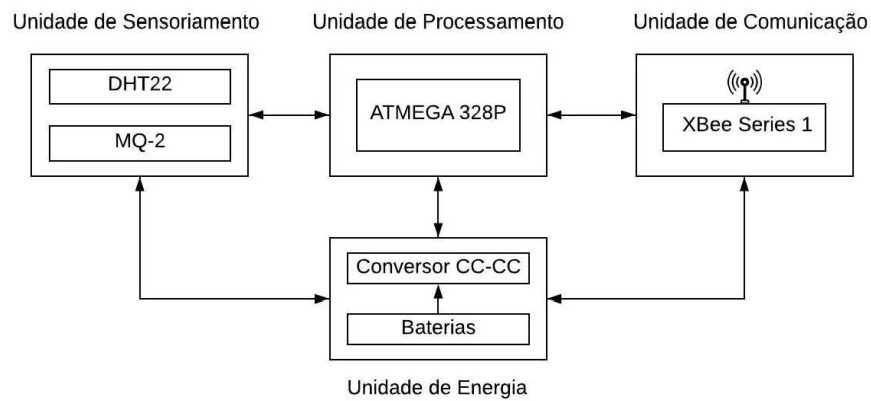 Unidade de Sensoriamento
Unidade de Processamento
Unidade de Comunicação
DHT22
MQ-2
ATMEGA 328P
XBee Series 1
Conversor CC-CC
Baterias
Unidade de Energia